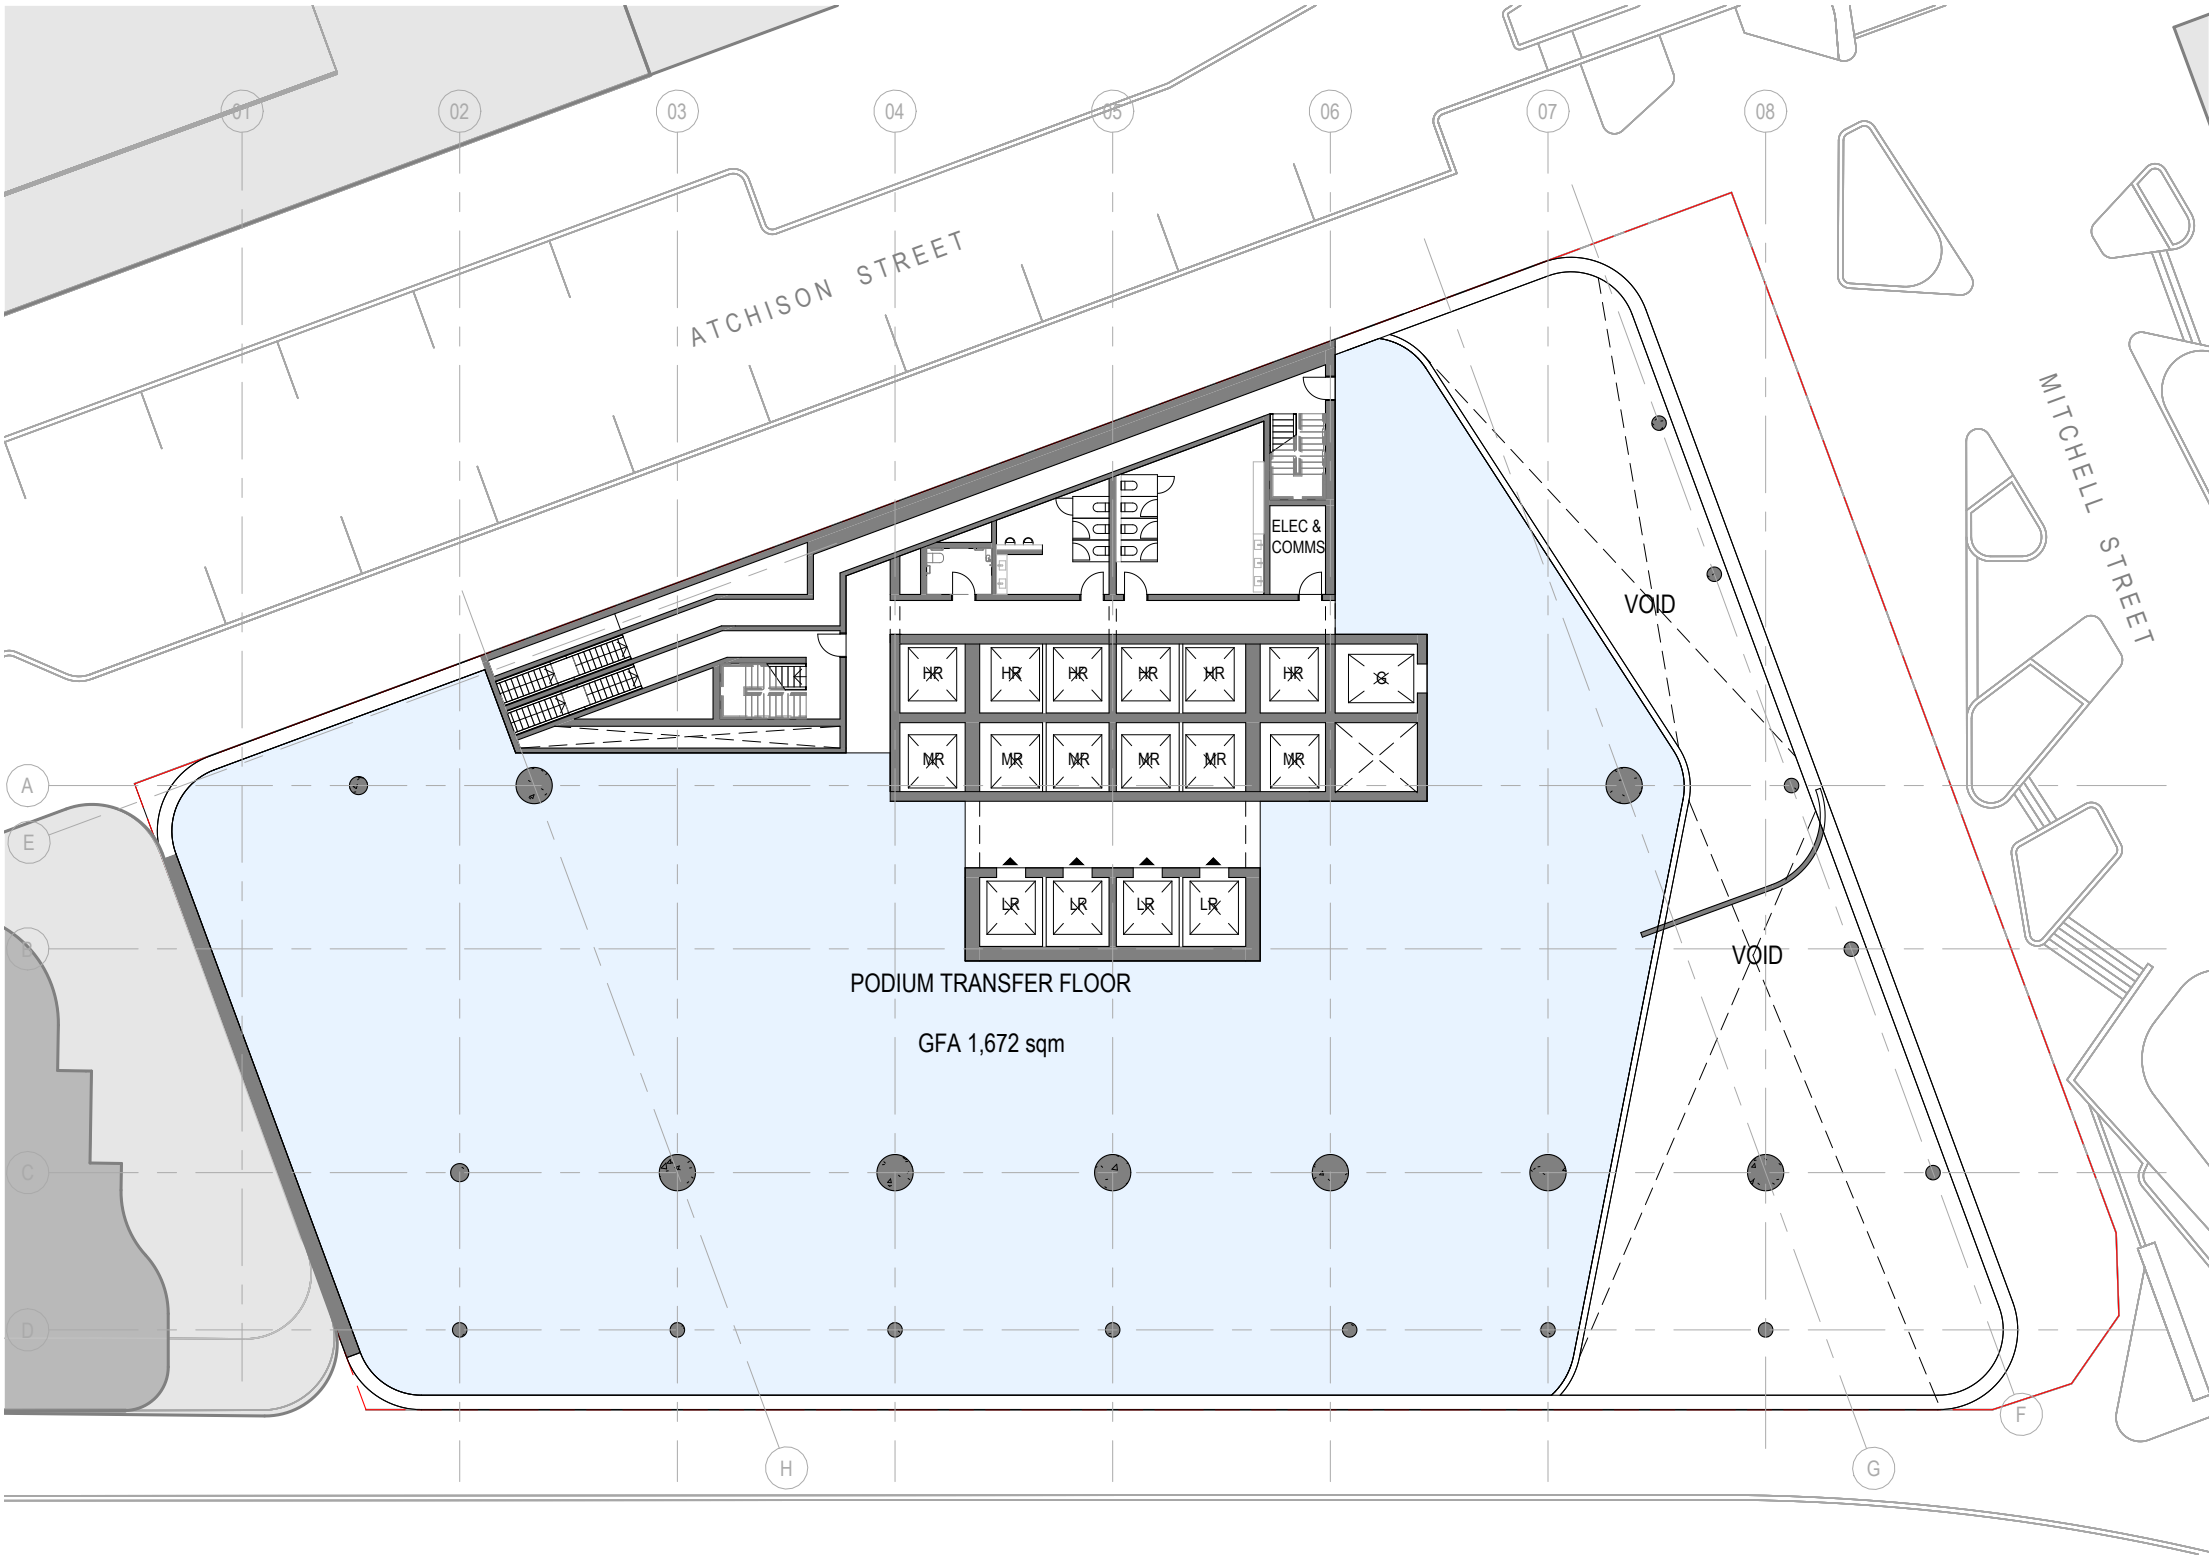 01
02
03
04
05
06
07
08
ATCHISON STREET
MITCHELL STREET
ELEC &
COMMS
VOID
HR
HR
HR
HR
HR
HR
G
MR
MR
MR
MR
MR
MR
A
E
LR
LR
LR
LR
B
VOID
PODIUM TRANSFER FLOOR
GFA 1,672 sqm
C
D
F
H
G